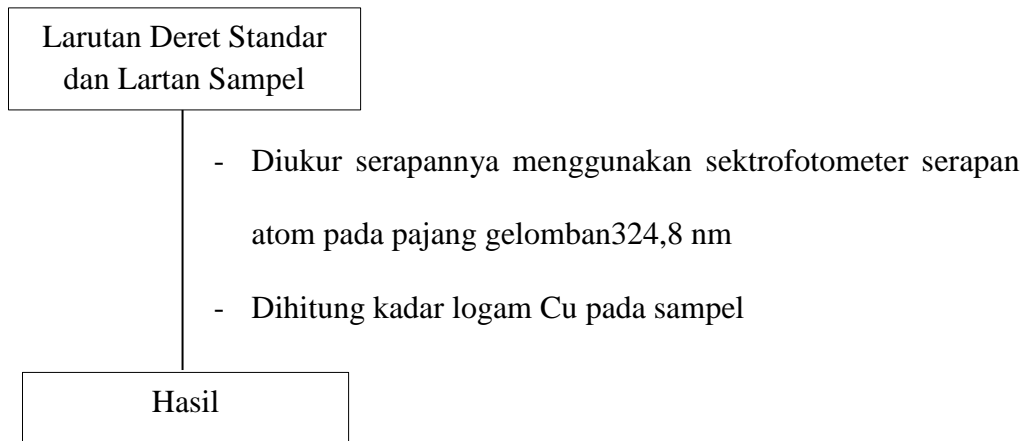 Larutan Deret Standar
dan Lartan Sampel
- Diukur serapannya menggunakan sektrofotometer serapan
atom pada pajang gelomban324,8 nm
- Dihitung kadar logam Cu pada sampel
Hasil